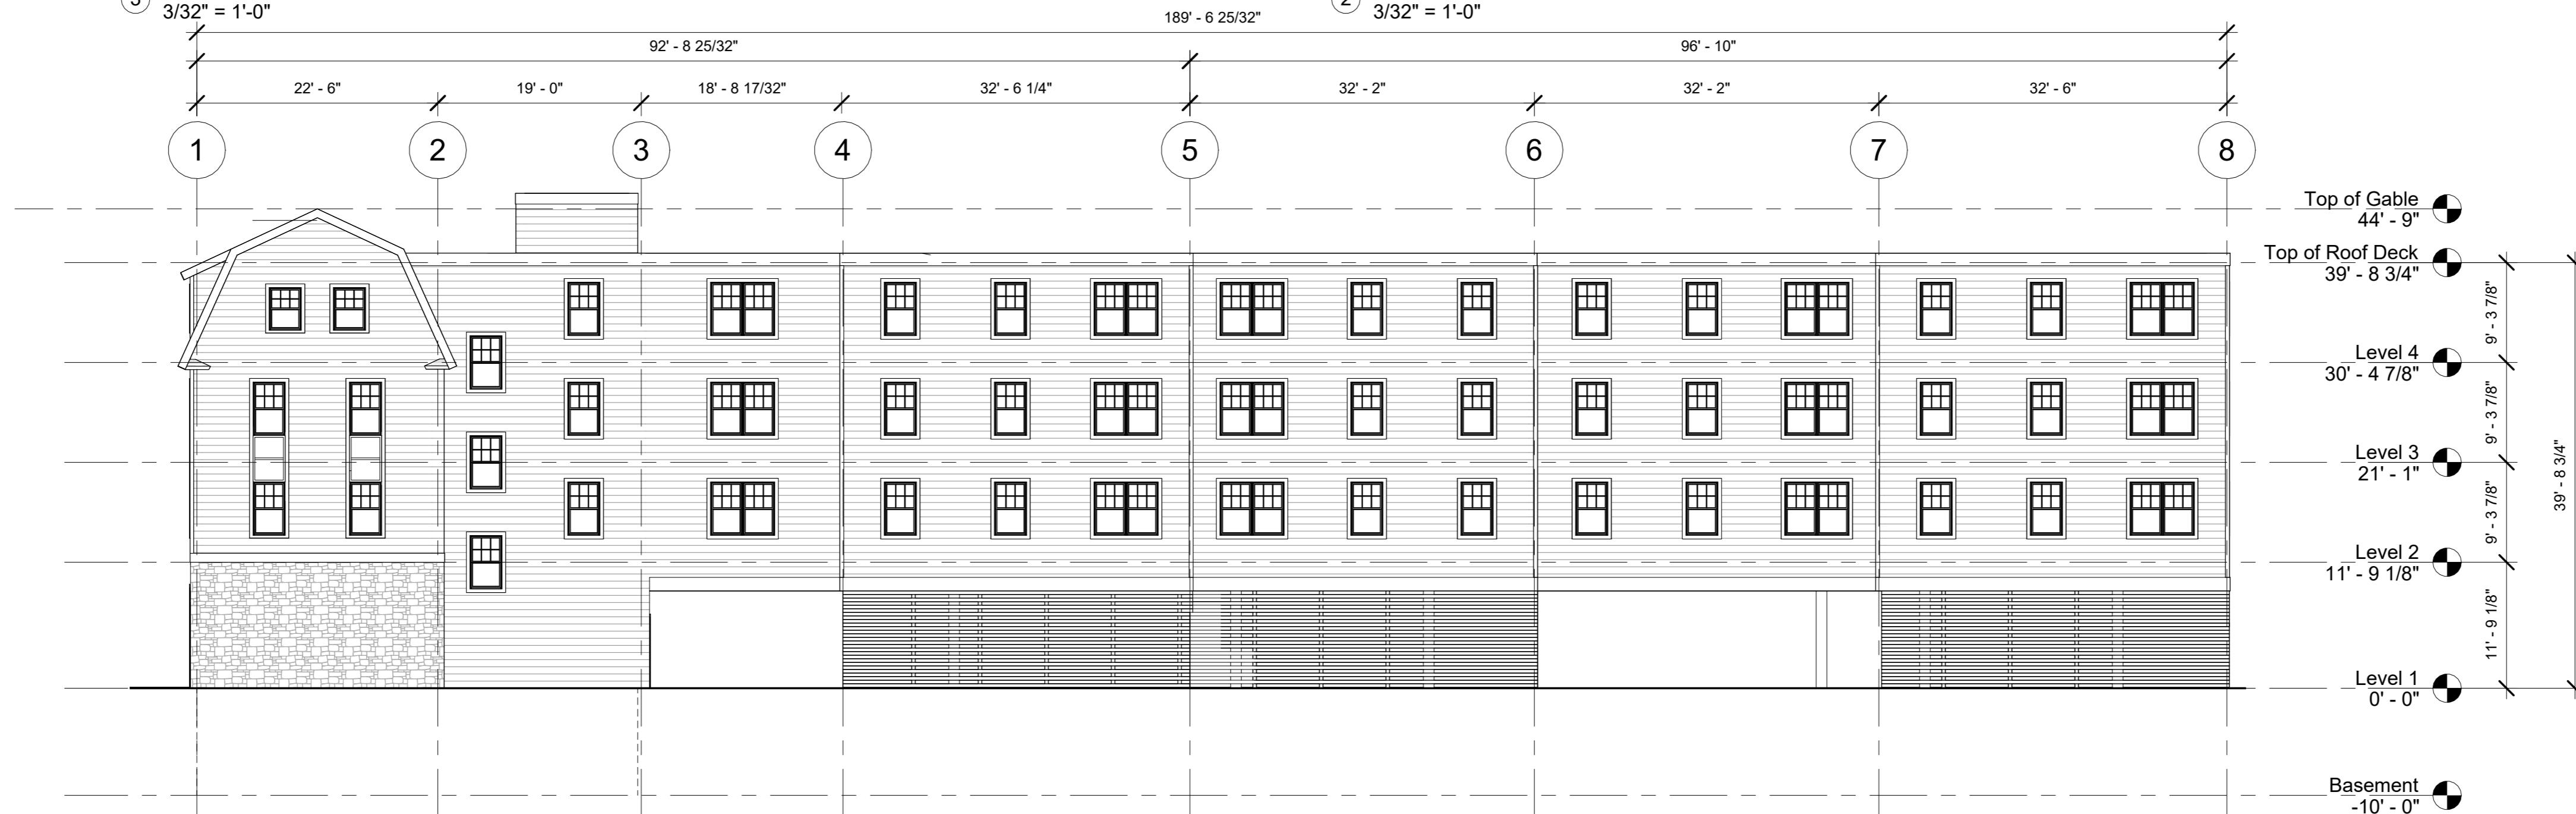 3/32" = 1'-0"
3/32" = 1'-0"
189' - 6 25/32"
92' - 8 25/32"
96' - 10"
22' - 6"
19' - 0"
18' - 8 17/32"
32' - 6 1/4"
32' - 2"
32' - 2"
32' - 6"
1
2
3
4
5
6
7
8
Top of Gable
44' - 9"
Top of Roof Deck
39' - 8 3/4"
9' - 3 7/8"
Level 4
30' - 4 7/8"
9' - 3 7/8"
39' - 8 3/4"
Level 3
21' - 1"
9' - 3 7/8"
Level 2
11' - 9 1/8"
11' - 9 1/8"
Level 1
0' - 0"
Basement
-10' - 0"